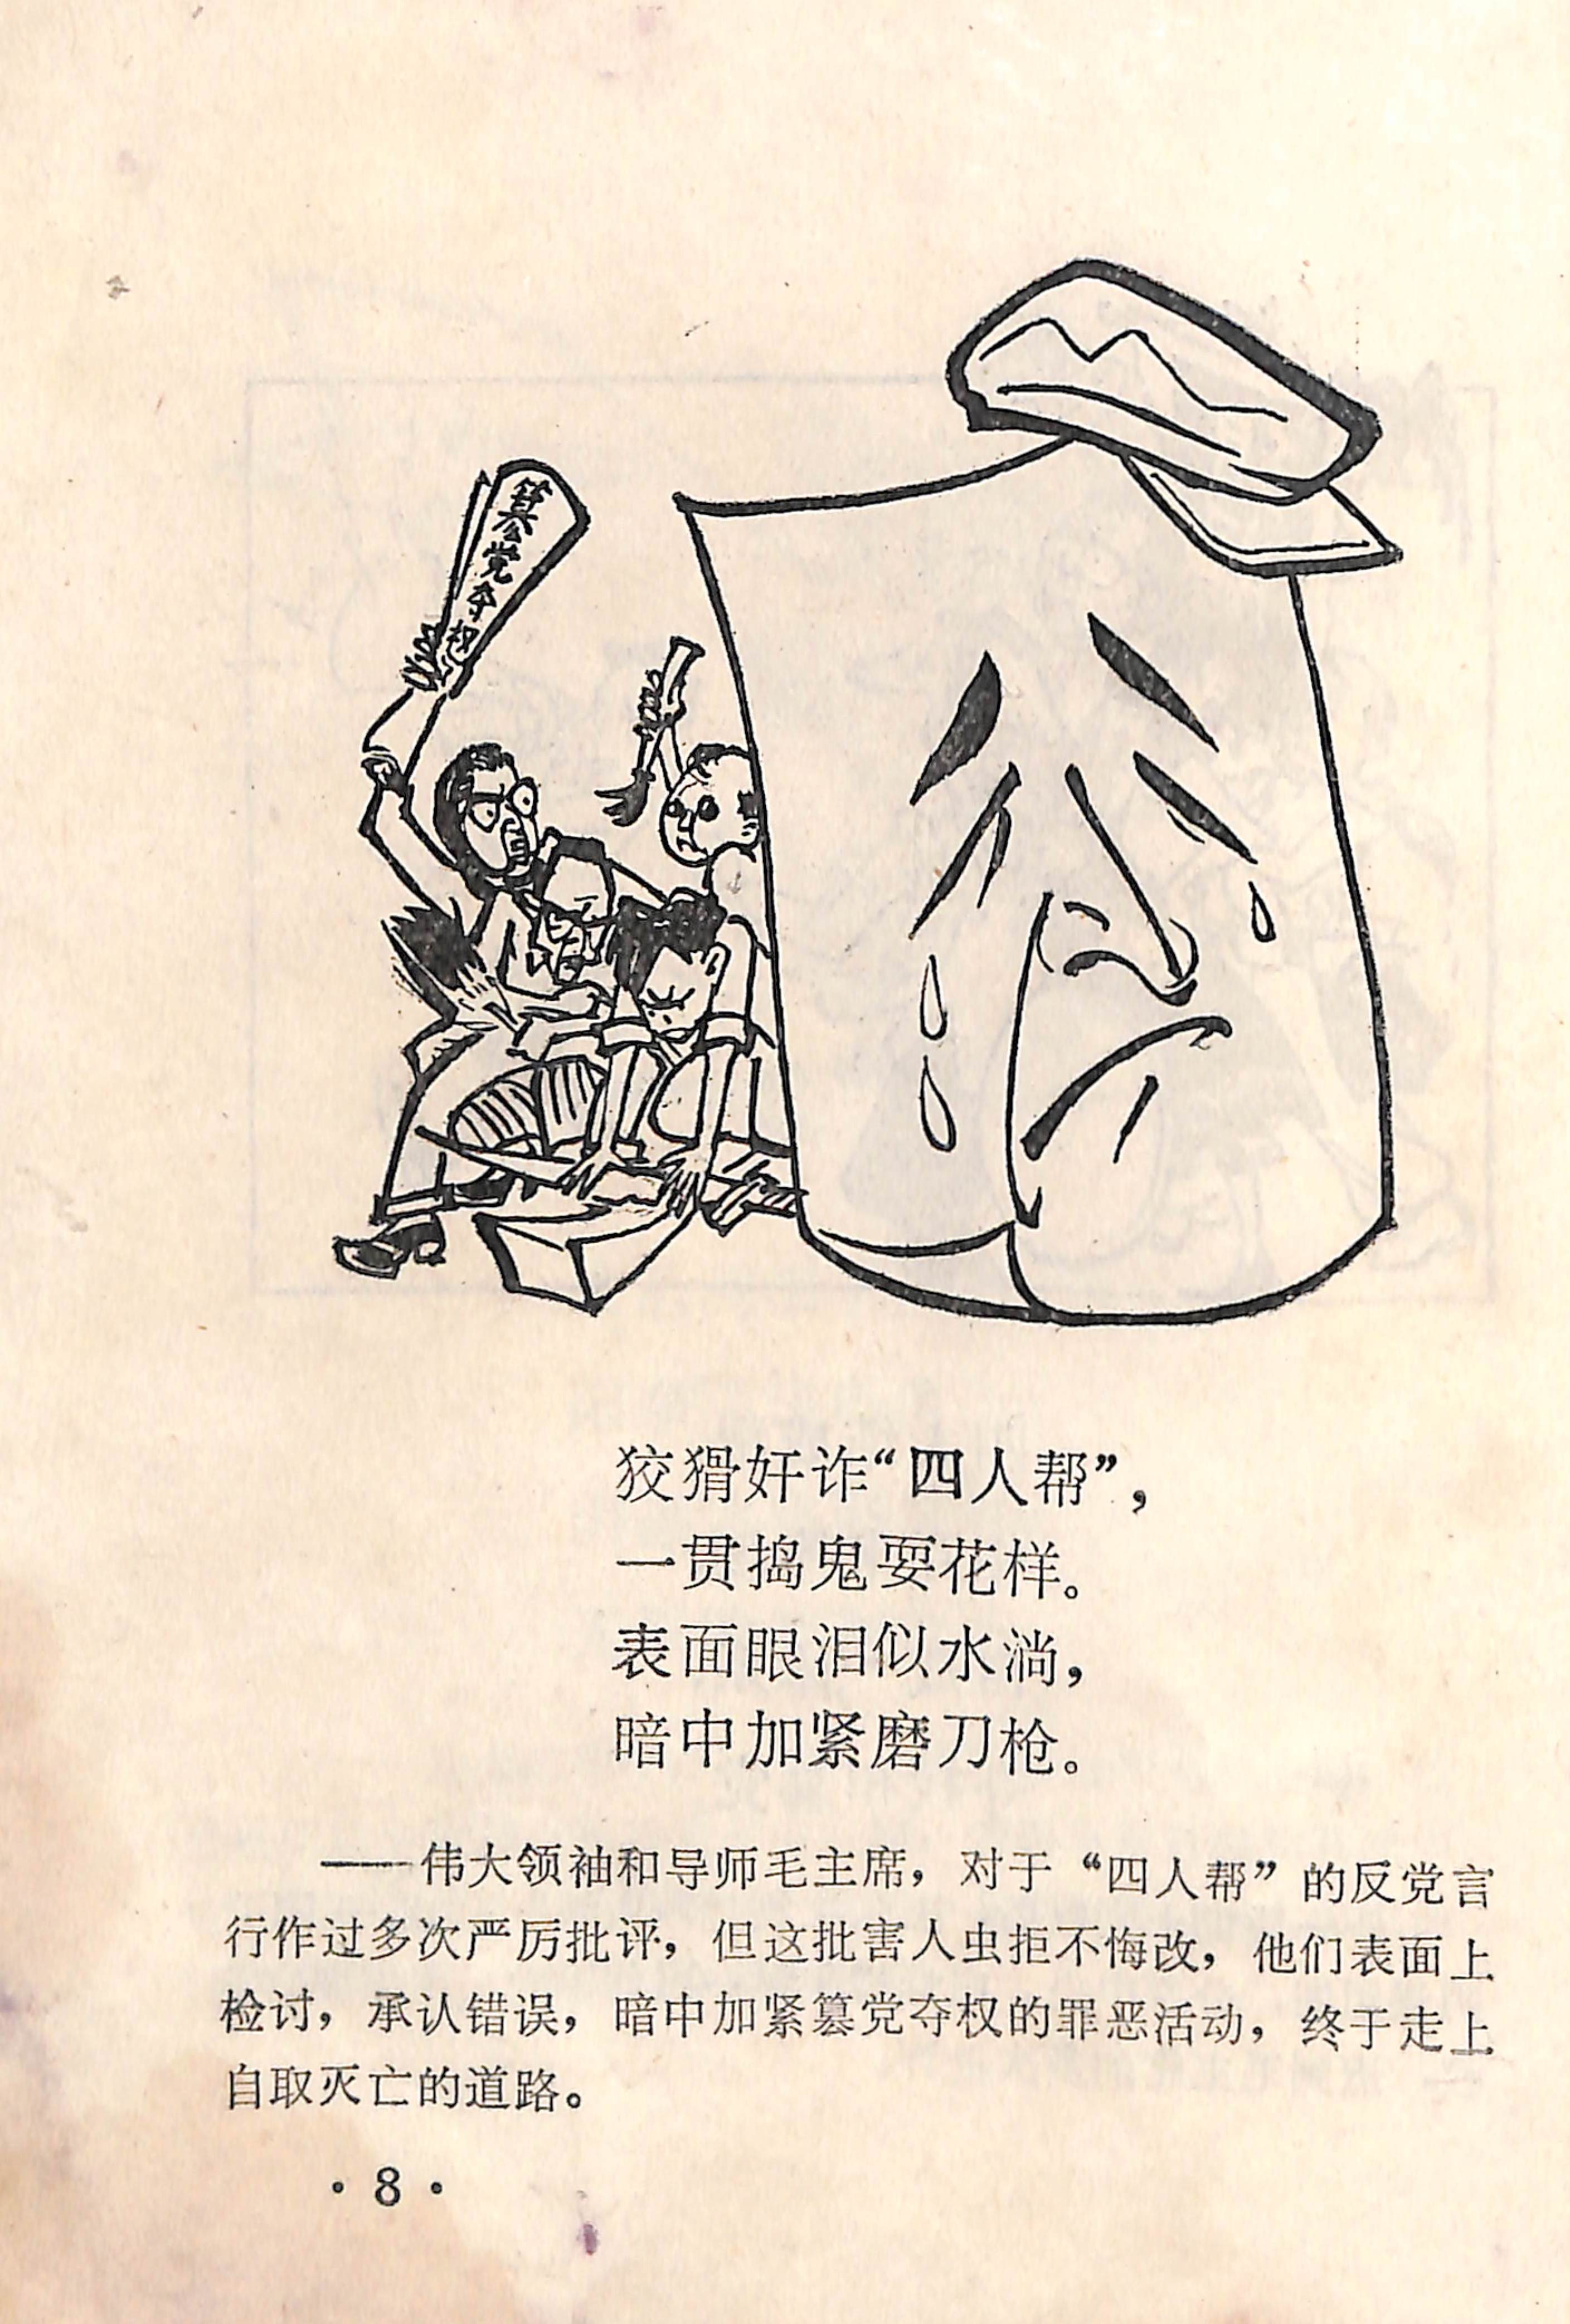 篡党夺权
狡猾奸诈“四人帮”，
一贯捣鬼耍花样。
表面眼泪似水淌，
暗中加紧磨刀枪。
——伟大领袖和导师毛主席，对于“四人帮”的反党言
行作过多次严厉批评，但这批害人虫拒不悔改，他们表面上
检讨，承认错误，暗中加紧篡党夺权的罪恶活动，终于走上
自取灭亡的道路。
·8·